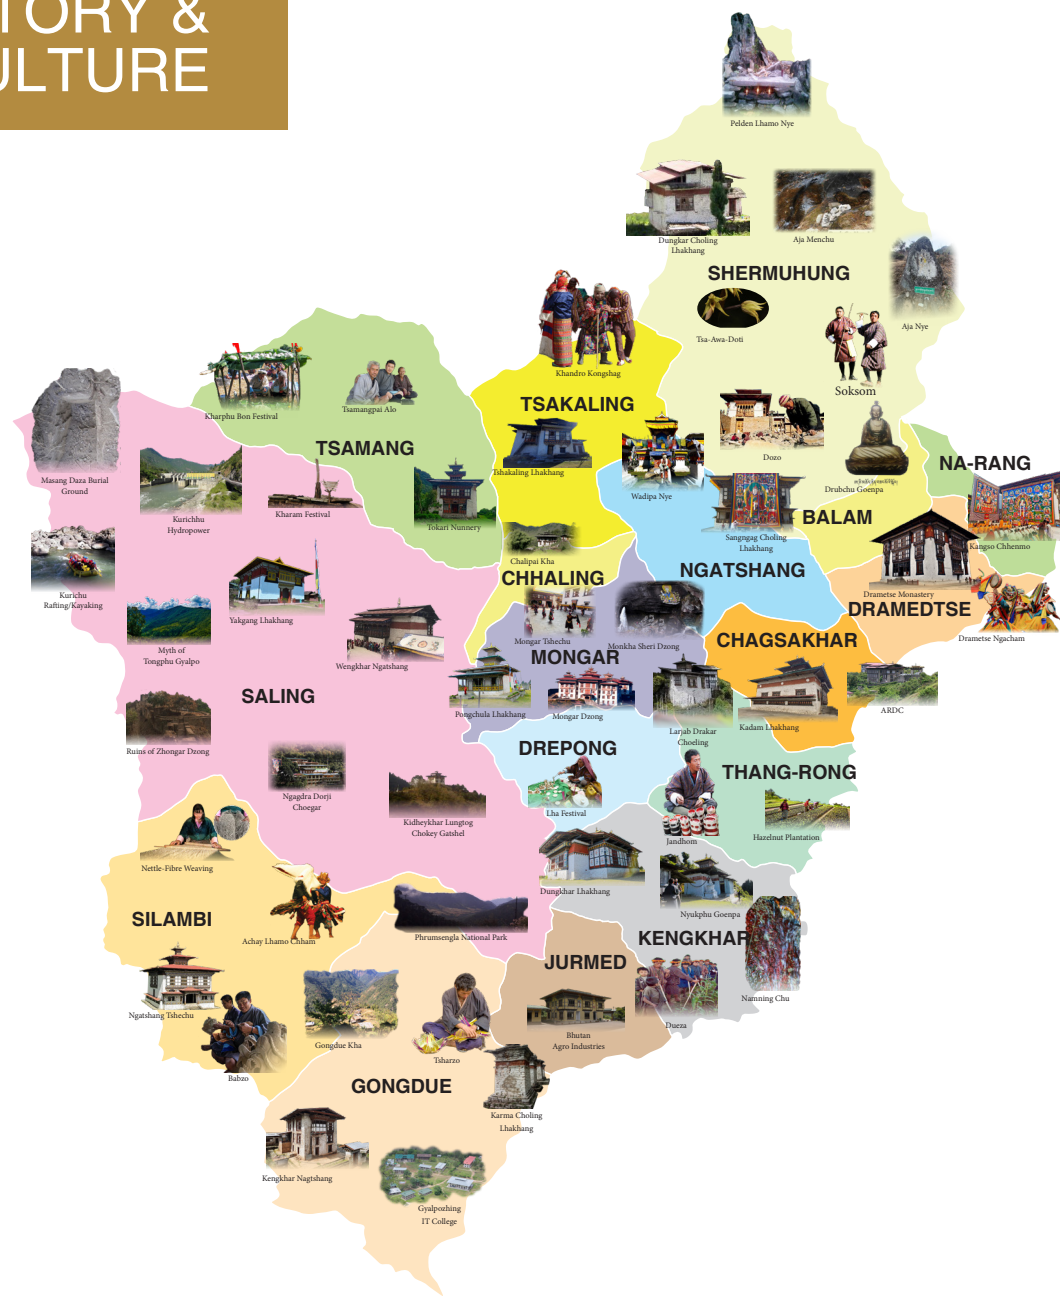 TORY &
ULTURE
Pelden Lhamo Nye
Dungkar Choling
Lhakhang
Aja Menchu
SHERMUHUNG
Aja Nye
Tsa-Awa-Doti
Soksom
Khandro Kongshag
TSAKALING
Kharphu Bon Festival
Tsamangpai Alo
TSAMANG
Masang Daza Burial
Ground
Kurichhu
Hydropower
Kharam Festival
Tokari Nunnery
Tshakaling Lhakhang
Wadipa Nye
Dozo
Drubchu Goenpa
NA-RANG
BALAM
Sangngag Choling
Lhakhang
Kangso Chhenmo
Chalipai Kha
CHHALING
NGATSHANG
Drametse Monastery
DRAMEDTSE
Drametse Ngacham
Kurichu
Rafting/Kayaking
Yakgang Lhakhang
Myth of
Tongphu Gyalpo
Wengkhar Ngatshang
Mongar Tshechu
Monkha Sheri Dzong
MONGAR
CHAGSAKHAR
SALING
Pongchula Lhakhang
Mongar Dzong
Larjab Drakar
Choeling
Kadam Lhakhang
ARDC
Ruins of Zhongar Dzong
DREPONG
THANG-RONG
Ngagdra Dorji
Choegar
Kidheykhar Lungtog
Chokey Gatshel
Lha Festival
Jandhom
Hazelnut Plantation
Nettle-Fibre Weaving
Dungkhar Lhakhang
Nyukphu Goenpa
SILAMBI
Achay Lhamo Chham
Phrumsengla National Park
KENGKHAR
JURMED
Namning Chu
Ngatshang Tshechu
Dueza
Babzo
Gongdue Kha
Tsharzo
Bhutan
Agro Industries
GONGDUE
Karma Choling
Lhakhang
Kengkhar Nagtshang
Gyalpozhing
IT College